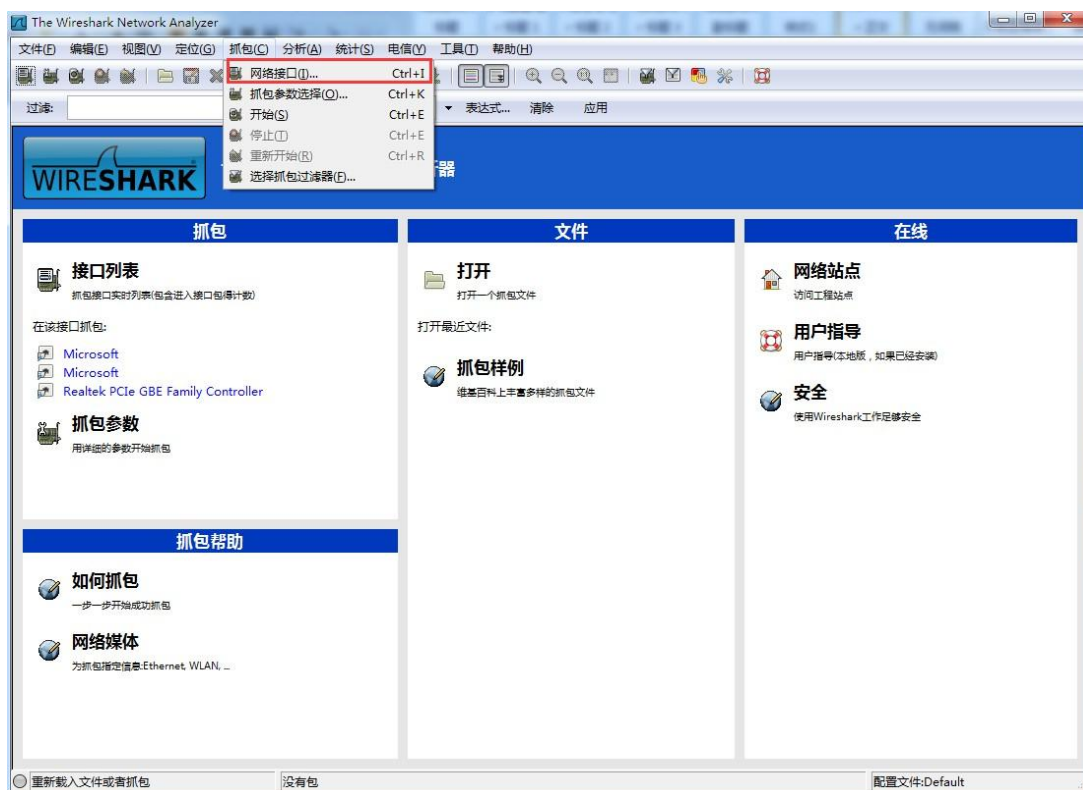 The Wireshark Network Analyzer
文件(F) 编辑(E) 视图(V) 定位(G) 抓包(C) 分析(A) 统计(S) 电信(Y) 工具(T) 帮助(H)
网络接口(I)... Ctrl+I
抓包参数选择(O)... Ctrl+K
开始(S) Ctrl+E
停止(T) Ctrl+E
重新开始(R) Ctrl+R
选择抓包过滤器(F)...
过滤: 表达式... 清除 应用
WIRESHARK
器
抓包
接口列表
抓包接口实时列表(包含进入接口包得计数)
在该接口抓包:
Microsoft
Microsoft
Realtek PCIe GBE Family Controller
抓包参数
用详细的参数开始抓包
抓包帮助
如何抓包
一步一步开始成功抓包
网络媒体
为抓包指定信息:Ethernet, WLAN, ...
文件
打开
打开一个抓包文件
打开最近文件:
抓包样例
维基百科上丰富多样的抓包文件
在线
网络站点
访问工程站点
用户指导
用户指导(本地版，如果已经安装)
安全
使用Wireshark工作足够安全
重新载入文件或者抓包 没有包 配置文件:Default